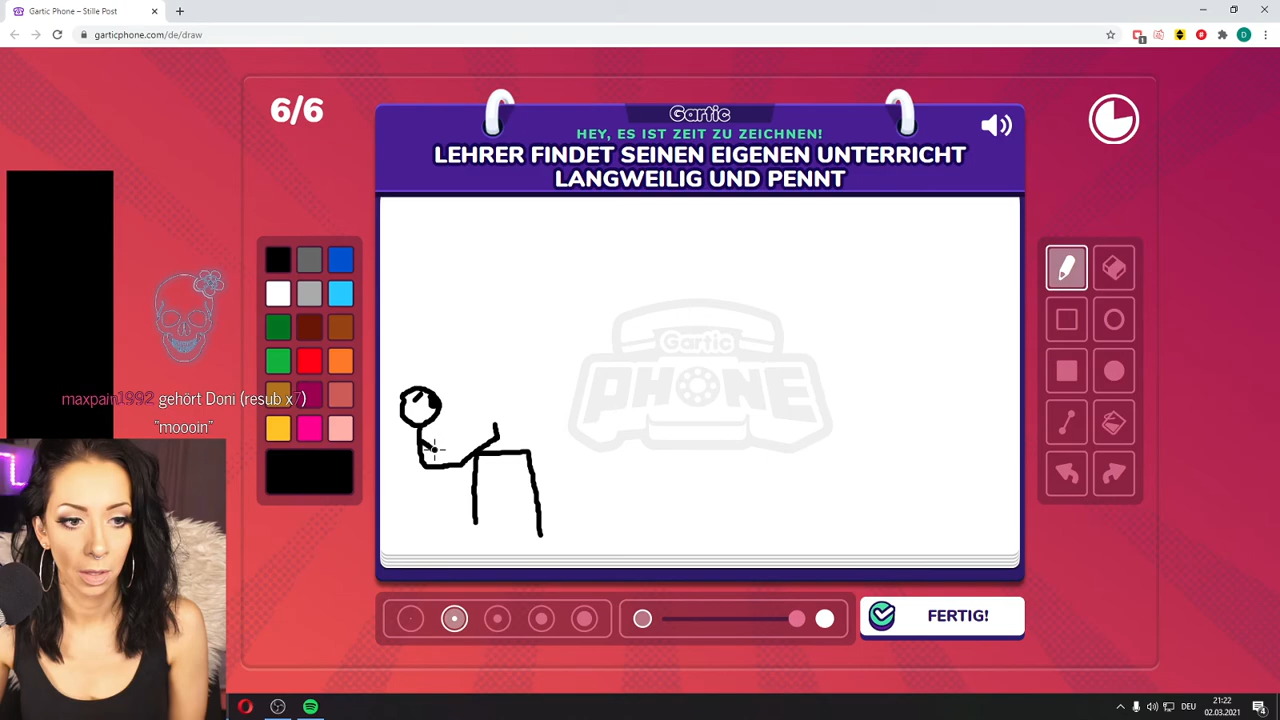 Gartic Phone – Stille Post
garticphone.com/de/draw
6/6
Gartic
HEY, ES IST ZEIT ZU ZEICHNEN!
LEHRER FINDET SEINEN EIGENEN UNTERRICHT
LANGWEILIG UND PENNT
Gartic
PHONE
maxpain1992 gehört Doni (resub x7)
"moooin"
FERTIG!
DEU
21:22
02.03.2021